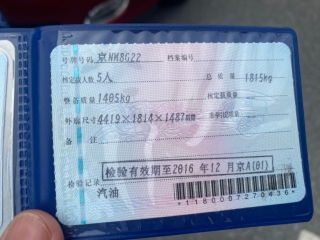 号牌号码 京NM8G22 档案编号
核定载人数 5人 总质量 1815kg
整备质量 1405kg 核定载质量
外廓尺寸 4419×1814×1487mm
备注
检验有效期至2016 年 12 月京A(01)
检验记录
汽油
*1180007270436*